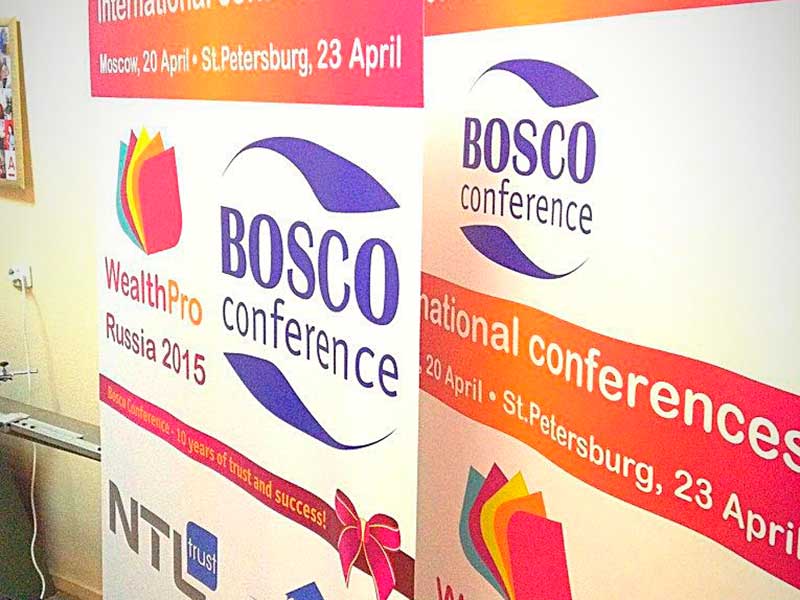 International
Moscow, 20 April • St.Petersburg, 23 April
WealthPro
Russia 2015
BOSCO
conference
Bosco Conference - 10 years of trust and success!
NTL
trust
BOSCO
conference
national conferences
20 April • St.Petersburg, 23 April